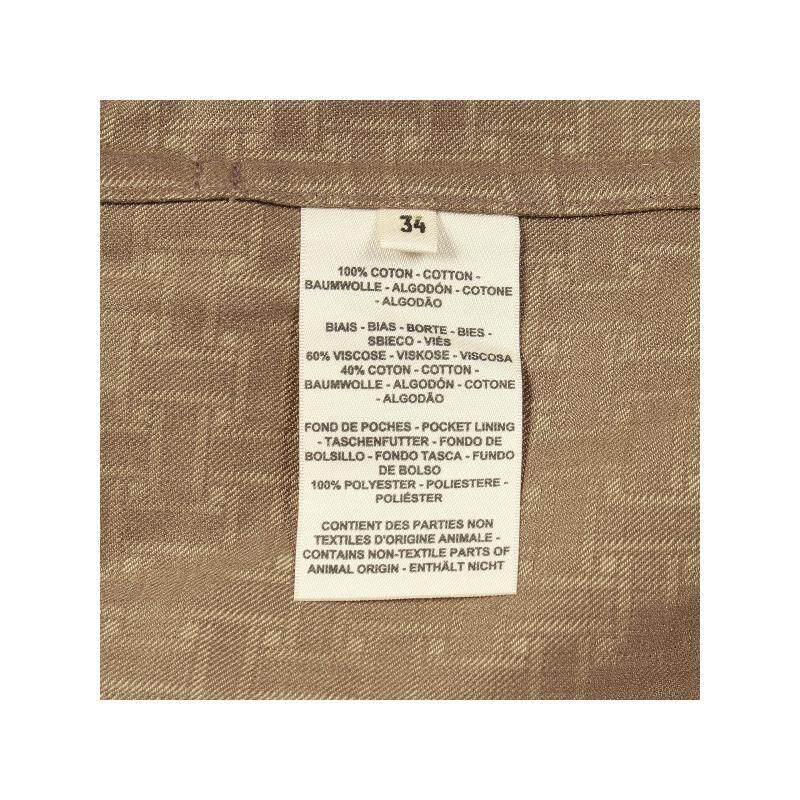 34
100% COTON - COTTON -
BAUMWOLLE - ALGODÓN - COTONE
- ALGODÃO
BIAIS - BIAS - BORTE - BIES -
SBIECO - VIÉS
60% VISCOSE - VISKOSE - VISCOSA
40% COTON - COTTON -
BAUMWOLLE - ALGODÓN - COTONE
- ALGODÃO
FOND DE POCHES - POCKET LINING
- TASCHENFUTTER - FONDO DE
BOLSILLO - FONDO TASCA - FUNDO
DE BOLSO
100% POLYESTER - POLIESTERE -
POLIÉSTER
CONTIENT DES PARTIES NON
TEXTILES D'ORIGINE ANIMALE -
CONTAINS NON-TEXTILE PARTS OF
ANIMAL ORIGIN - ENTHÄLT NICHT